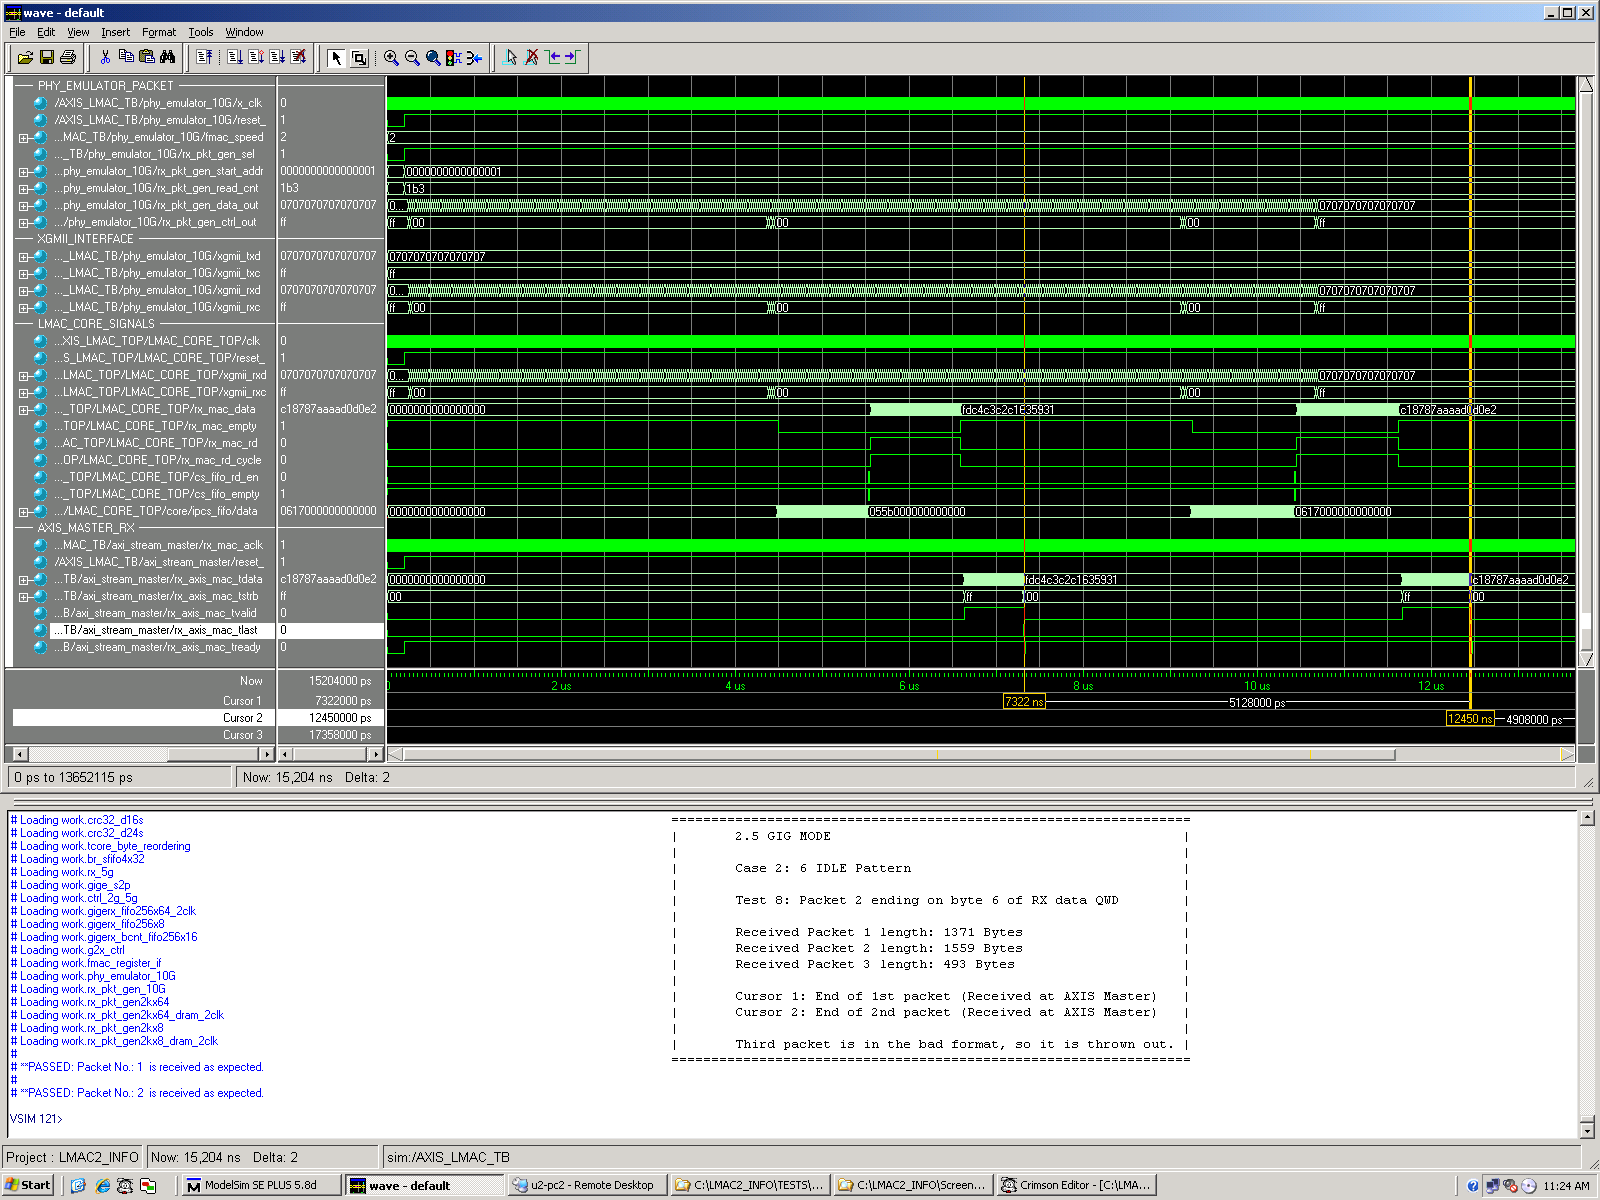 wave - default
File Edit View Insert Format Tools Window
PHY_EMULATOR_PACKET
/AXIS_LMAC_TB/phy_emulator_10G/x_clk 0
/AXIS_LMAC_TB/phy_emulator_10G/reset_ 1
...MAC_TB/phy_emulator_10G/fmac_speed 2 2
..._TB/phy_emulator_10G/rx_pkt_gen_sel 1
...phy_emulator_10G/rx_pkt_gen_start_addr 0000000000000001 0000000000000001
...phy_emulator_10G/rx_pkt_gen_read_cnt 1b3 1b3
...phy_emulator_10G/rx_pkt_gen_data_out 0707070707070707 0... 0707070707070707
.../phy_emulator_10G/rx_pkt_gen_ctrl_out ff ff 00 00 00 ff
XGMII_INTERFACE
..._LMAC_TB/phy_emulator_10G/xgmii_txd 0707070707070707 0707070707070707
..._LMAC_TB/phy_emulator_10G/xgmii_txc ff ff
..._LMAC_TB/phy_emulator_10G/xgmii_rxd 0707070707070707 0... 0707070707070707
..._LMAC_TB/phy_emulator_10G/xgmii_rxc ff ff 00 00 00 ff
LMAC_CORE_SIGNALS
...XIS_LMAC_TOP/LMAC_CORE_TOP/clk 0
...S_LMAC_TOP/LMAC_CORE_TOP/reset_ 1
...LMAC_TOP/LMAC_CORE_TOP/xgmii_rxd 0707070707070707 0... 0707070707070707
...LMAC_TOP/LMAC_CORE_TOP/xgmii_rxc ff ff 00 00 00 ff
..._TOP/LMAC_CORE_TOP/rx_mac_data c18787aaaad0d0e2 0000000000000000 fdc4c3c2c1635931 c18787aaaad0d0e2
...TOP/LMAC_CORE_TOP/rx_mac_empty 1
...AC_TOP/LMAC_CORE_TOP/rx_mac_rd 0
...OP/LMAC_CORE_TOP/rx_mac_rd_cycle 0
..._TOP/LMAC_CORE_TOP/cs_fifo_rd_en 0
..._TOP/LMAC_CORE_TOP/cs_fifo_empty 1
.../LMAC_CORE_TOP/core/ipcs_fifo/data 0617000000000000 0000000000000000 055b000000000000 0617000000000000
AXIS_MASTER_RX
...MAC_TB/axi_stream_master/rx_mac_aclk 1
/AXIS_LMAC_TB/axi_stream_master/reset_ 1
...TB/axi_stream_master/rx_axis_mac_tdata c18787aaaad0d0e2 0000000000000000 fdc4c3c2c1635931 c18787aaaad0d0e2
...TB/axi_stream_master/rx_axis_mac_tstrb ff 00 ff 00 ff 00
...B/axi_stream_master/rx_axis_mac_tvalid 0
...TB/axi_stream_master/rx_axis_mac_tlast 0
...B/axi_stream_master/rx_axis_mac_tready 0
Now 15204000 ps 0 2 us 4 us 6 us 8 us 10 us 12 us
Cursor 1 7322000 ps 7322 ns 5128000 ps
Cursor 2 12450000 ps 12450 ns 4908000 ps
Cursor 3 17358000 ps
0 ps to 13652115 ps Now: 15,204 ns Delta: 2
# Loading work.crc32_d16s
# Loading work.crc32_d24s
# Loading work.tcore_byte_reordering
# Loading work.br_sfifo4x32
# Loading work.rx_5g
# Loading work.gige_s2p
# Loading work.ctrl_2g_5g
# Loading work.gigerx_fifo256x64_2clk
# Loading work.gigerx_fifo256x8
# Loading work.gigerx_bcnt_fifo256x16
# Loading work.g2x_ctrl
# Loading work.fmac_register_if
# Loading work.phy_emulator_10G
# Loading work.rx_pkt_gen_10G
# Loading work.rx_pkt_gen2kx64
# Loading work.rx_pkt_gen2kx64_dram_2clk
# Loading work.rx_pkt_gen2kx8
# Loading work.rx_pkt_gen2kx8_dram_2clk
#
# **PASSED: Packet No.: 1 is received as expected.
#
# **PASSED: Packet No.: 2 is received as expected.
VSIM 121>
=================================================================
| 2.5 GIG MODE |
| |
| Case 2: 6 IDLE Pattern |
| |
| Test 8: Packet 2 ending on byte 6 of RX data QWD |
| |
| Received Packet 1 length: 1371 Bytes |
| Received Packet 2 length: 1559 Bytes |
| Received Packet 3 length: 493 Bytes |
| |
| Cursor 1: End of 1st packet (Received at AXIS Master) |
| Cursor 2: End of 2nd packet (Received at AXIS Master) |
| |
| Third packet is in the bad format, so it is thrown out. |
=================================================================
Project : LMAC2_INFO Now: 15,204 ns Delta: 2 sim:/AXIS_LMAC_TB
Start ModelSim SE PLUS 5.8d wave - default u2-pc2 - Remote Desktop C:\LMAC2_INFO\TESTS\... C:\LMAC2_INFO\Screen... Crimson Editor - [C:\LMA... 11:24 AM